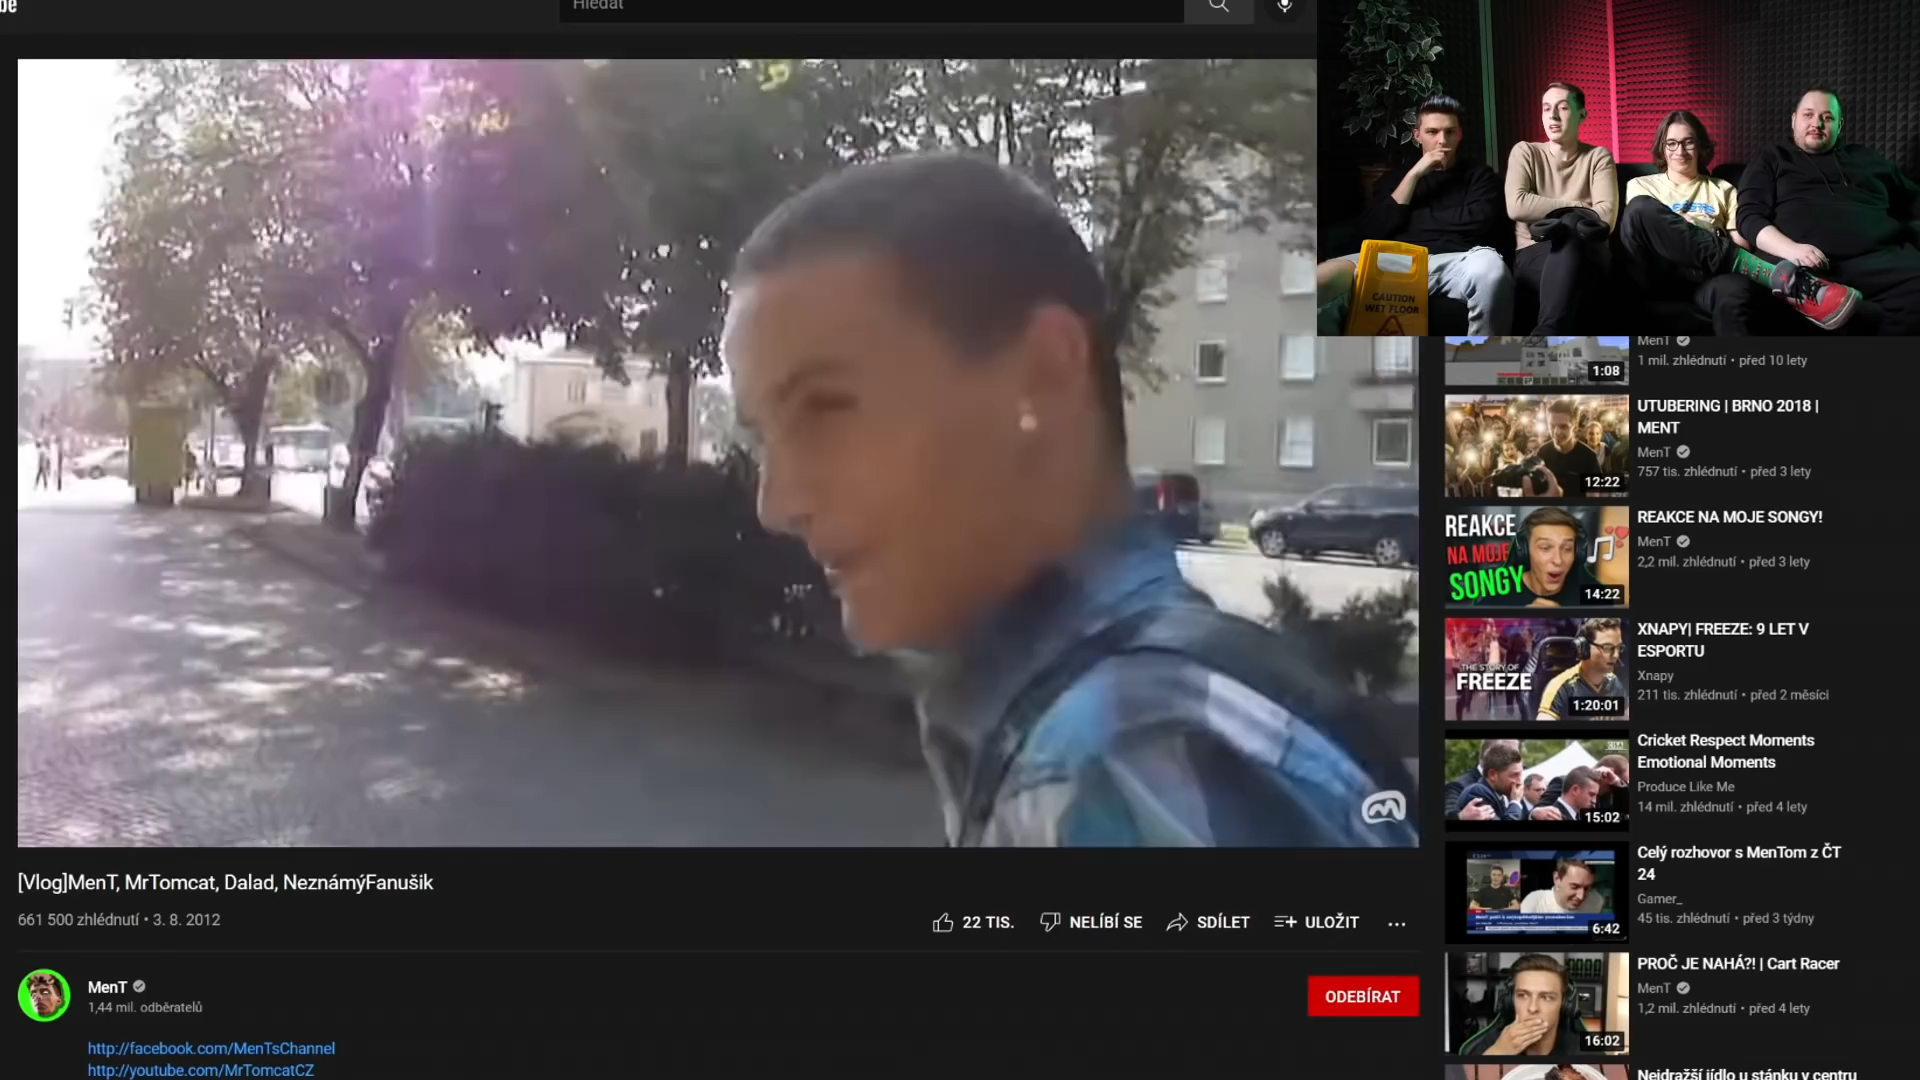 be
Hledat
CAUTION
WET FLOOR
[Vlog]MenT, MrTomcat, Dalad, NeznámýFanušik
661 500 zhlédnutí • 3. 8. 2012
22 TIS.
NELÍBÍ SE
SDÍLET
ULOŽIT
MenT
1,44 mil. odběratelů
ODEBÍRAT
http://facebook.com/MenTsChannel
http://youtube.com/MrTomcatCZ
1:08
MenT
1 mil. zhlédnutí • před 10 lety
12:22
UTUBERING | BRNO 2018 |
MENT
MenT
757 tis. zhlédnutí • před 3 lety
REAKCE
NA MOJE
SONGY
14:22
REAKCE NA MOJE SONGY!
MenT
2,2 mil. zhlédnutí • před 3 lety
THE STORY OF
FREEZE
1:20:01
XNAPY| FREEZE: 9 LET V
ESPORTU
Xnapy
211 tis. zhlédnutí • před 2 měsíci
15:02
Cricket Respect Moments
Emotional Moments
Produce Like Me
14 mil. zhlédnutí • před 4 lety
6:42
Celý rozhovor s MenTom z ČT
24
Gamer_
45 tis. zhlédnutí • před 3 týdny
16:02
PROČ JE NAHÁ?! | Cart Racer
MenT
1,2 mil. zhlédnutí • před 4 lety
Nejdražší jídlo u stánku v centru